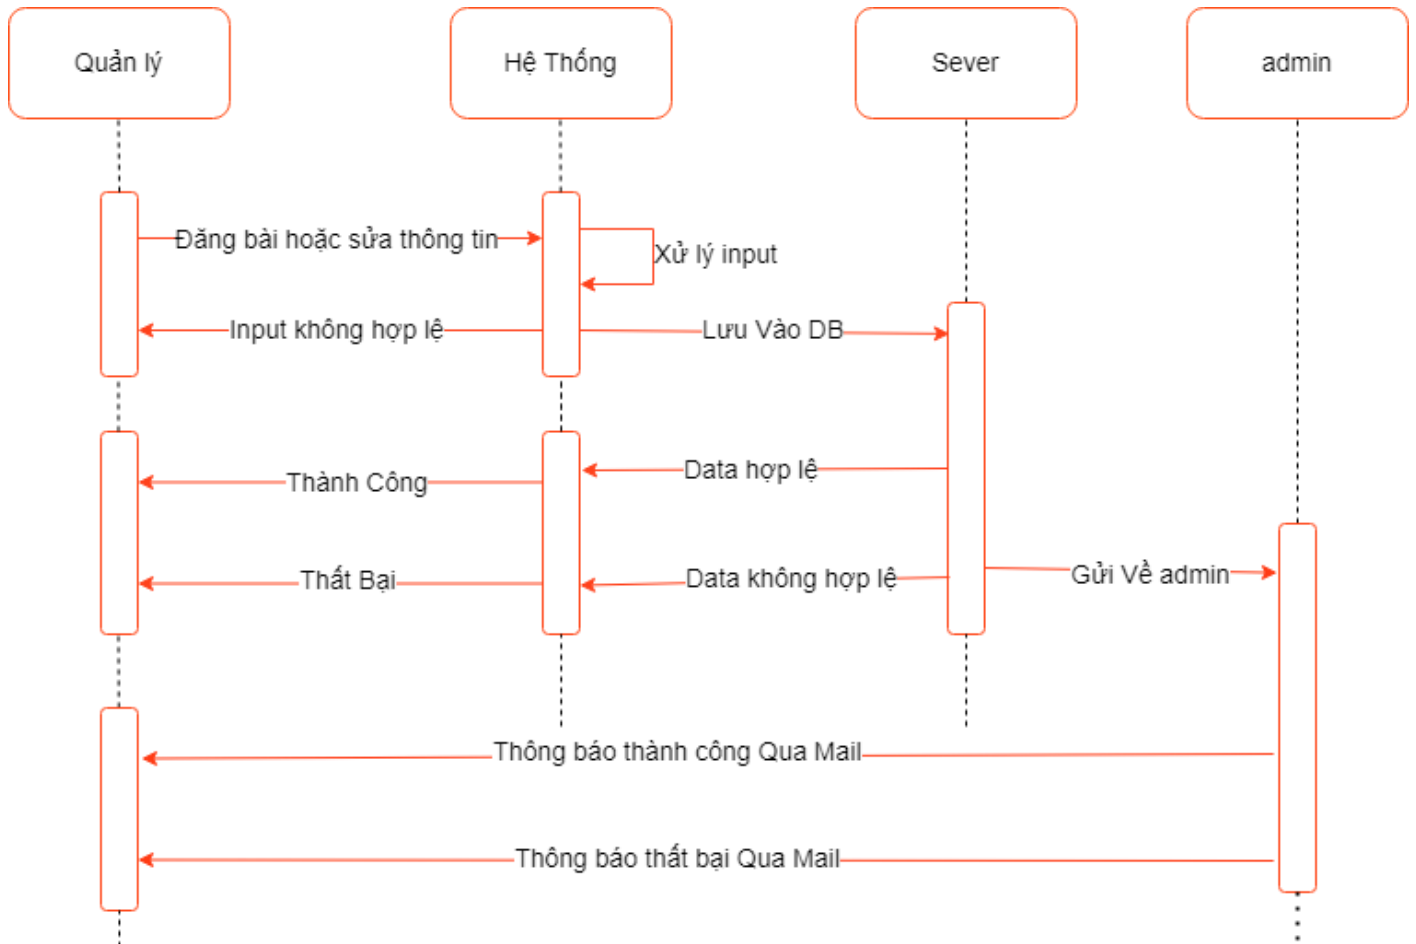 Quản lý
Hệ Thống
Sever
admin
Đăng bài hoặc sửa thông tin
Xử lý input
Input không hợp lệ
Lưu Vào DB
Data hợp lệ
Thành Công
Gửi Về admin
Data không hợp lệ
Thất Bại
Thông báo thành công Qua Mail
Thông báo thất bại Qua Mail